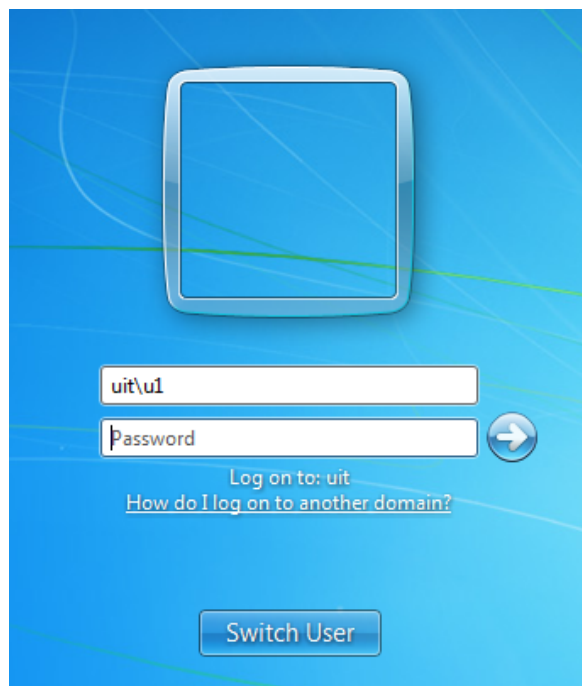 uit\u1
Password
Log on to: uit
How do I log on to another domain?
Switch User